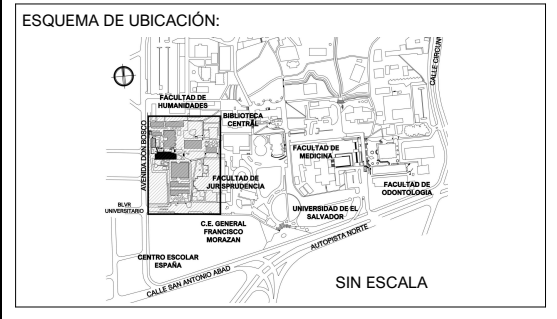 ESQUEMA DE UBICACIÓN:
CALLE CIRCUNV
FACULTAD DE
HUMANIDADES
BIBLIOTECA
CENTRAL
AVENIDA DON BOSCO
FACULTAD DE
MEDICINA
FACULTAD DE
JURISPRUDENCIA
FACULTAD DE
ODONTOLOGIA
BLVR
UNIVERSITARIO
UNIVERSIDAD DE EL
SALVADOR
C.E. GENERAL
FRANCISCO
MORAZAN
AUTOPISTA NORTE
CENTRO ESCOLAR
ESPAÑA
CALLE SAN ANTONIO ABAD
SIN ESCALA